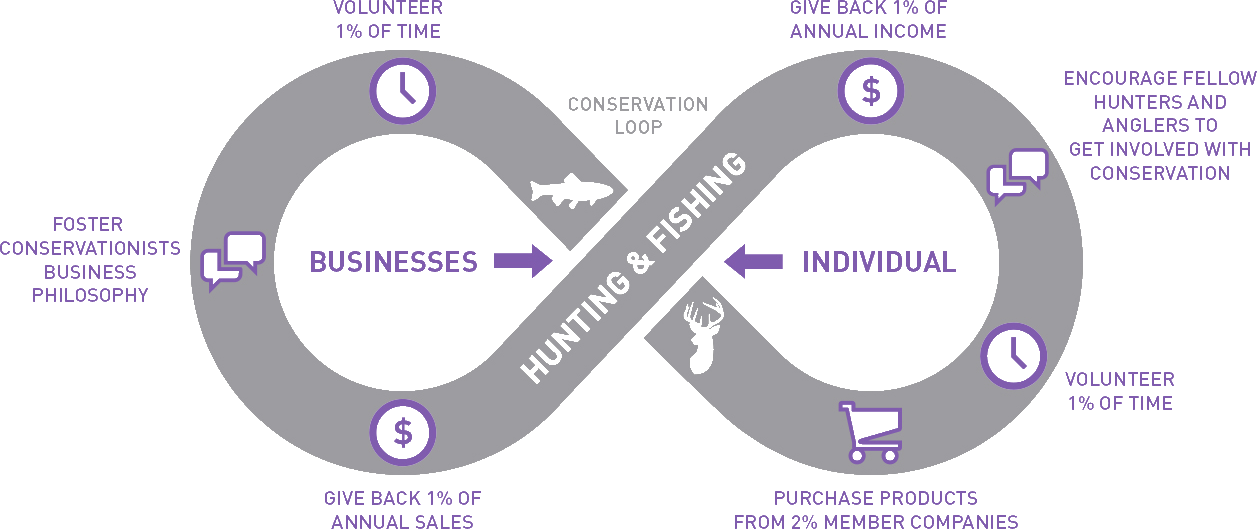 VOLUNTEER
1% OF TIME
GIVE BACK 1% OF
ANNUAL INCOME
CONSERVATION
LOOP
ENCOURAGE FELLOW
HUNTERS AND
ANGLERS TO
GET INVOLVED WITH
CONSERVATION
$
HUNTING & FISHING
FOSTER
CONSERVATIONISTS
BUSINESS
PHILOSOPHY
BUSINESSES
INDIVIDUAL
VOLUNTEER
1% OF TIME
$
GIVE BACK 1% OF
ANNUAL SALES
PURCHASE PRODUCTS
FROM 2% MEMBER COMPANIES